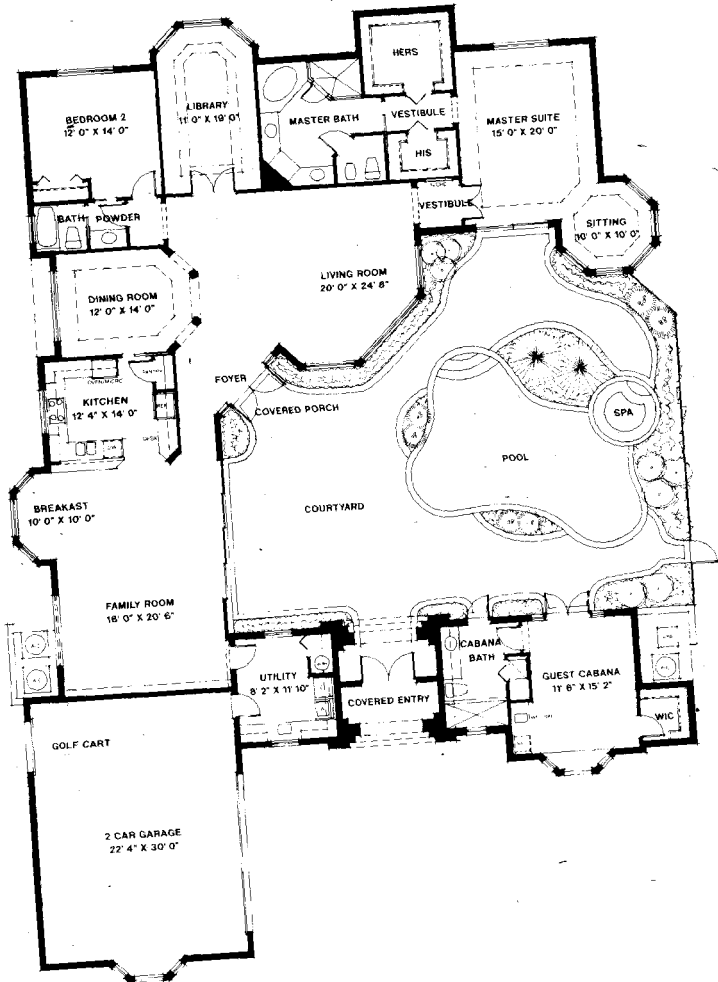 HERS
BEDROOM 2
12' 0" X 14' 0"
LIBRARY
11' 0" X 19' 0"
MASTER BATH
VESTIBULE
MASTER SUITE
15' 0" X 20' 0"
HIS
BATH
POWDER
VESTIBULE
SITTING
10' 0" X 10' 0"
LIVING ROOM
20' 0" X 24' 8"
DINING ROOM
12' 0" X 14' 0"
PANTRY
FOYER
KITCHEN
12' 4" X 14' 0"
COVERED PORCH
SPA
DESK
POOL
BREAKAST
10' 0" X 10' 0"
COURTYARD
FAMILY ROOM
16' 0" X 20' 6"
CABANA
BATH
UTILITY
8' 2" X 11' 10"
GUEST CABANA
11' 6" X 15' 2"
COVERED ENTRY
WIC
GOLF CART
2 CAR GARAGE
22' 4" X 30' 0"